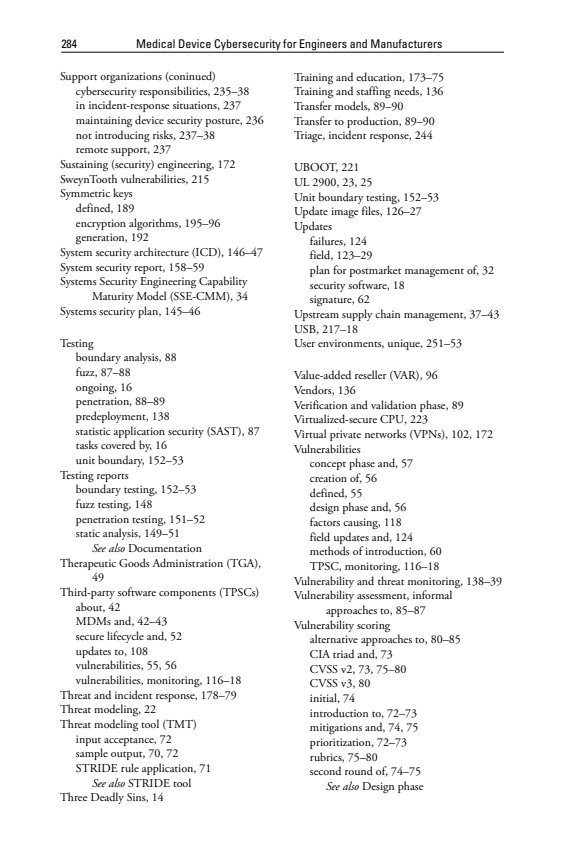 284 Medical Device Cybersecurity for Engineers and Manufacturers
Support organizations (coninued)
cybersecurity responsibilities, 235–38
in incident-response situations, 237
maintaining device security posture, 236
not introducing risks, 237–38
remote support, 237
Sustaining (security) engineering, 172
SweynTooth vulnerabilities, 215
Symmetric keys
defined, 189
encryption algorithms, 195–96
generation, 192
System security architecture (ICD), 146–47
System security report, 158–59
Systems Security Engineering Capability
Maturity Model (SSE-CMM), 34
Systems security plan, 145–46
Testing
boundary analysis, 88
fuzz, 87–88
ongoing, 16
penetration, 88–89
predeployment, 138
statistic application security (SAST), 87
tasks covered by, 16
unit boundary, 152–53
Testing reports
boundary testing, 152–53
fuzz testing, 148
penetration testing, 151–52
static analysis, 149–51
See also Documentation
Therapeutic Goods Administration (TGA),
49
Third-party software components (TPSCs)
about, 42
MDMs and, 42–43
secure lifecycle and, 52
updates to, 108
vulnerabilities, 55, 56
vulnerabilities, monitoring, 116–18
Threat and incident response, 178–79
Threat modeling, 22
Threat modeling tool (TMT)
input acceptance, 72
sample output, 70, 72
STRIDE rule application, 71
See also STRIDE tool
Three Deadly Sins, 14
Training and education, 173–75
Training and staffing needs, 136
Transfer models, 89–90
Transfer to production, 89–90
Triage, incident response, 244
UBOOT, 221
UL 2900, 23, 25
Unit boundary testing, 152–53
Update image files, 126–27
Updates
failures, 124
field, 123–29
plan for postmarket management of, 32
security software, 18
signature, 62
Upstream supply chain management, 37–43
USB, 217–18
User environments, unique, 251–53
Value-added reseller (VAR), 96
Vendors, 136
Verification and validation phase, 89
Virtualized-secure CPU, 223
Virtual private networks (VPNs), 102, 172
Vulnerabilities
concept phase and, 57
creation of, 56
defined, 55
design phase and, 56
factors causing, 118
field updates and, 124
methods of introduction, 60
TPSC, monitoring, 116–18
Vulnerability and threat monitoring, 138–39
Vulnerability assessment, informal
approaches to, 85–87
Vulnerability scoring
alternative approaches to, 80–85
CIA triad and, 73
CVSS v2, 73, 75–80
CVSS v3, 80
initial, 74
introduction to, 72–73
mitigations and, 74, 75
prioritization, 72–73
rubrics, 75–80
second round of, 74–75
See also Design phase